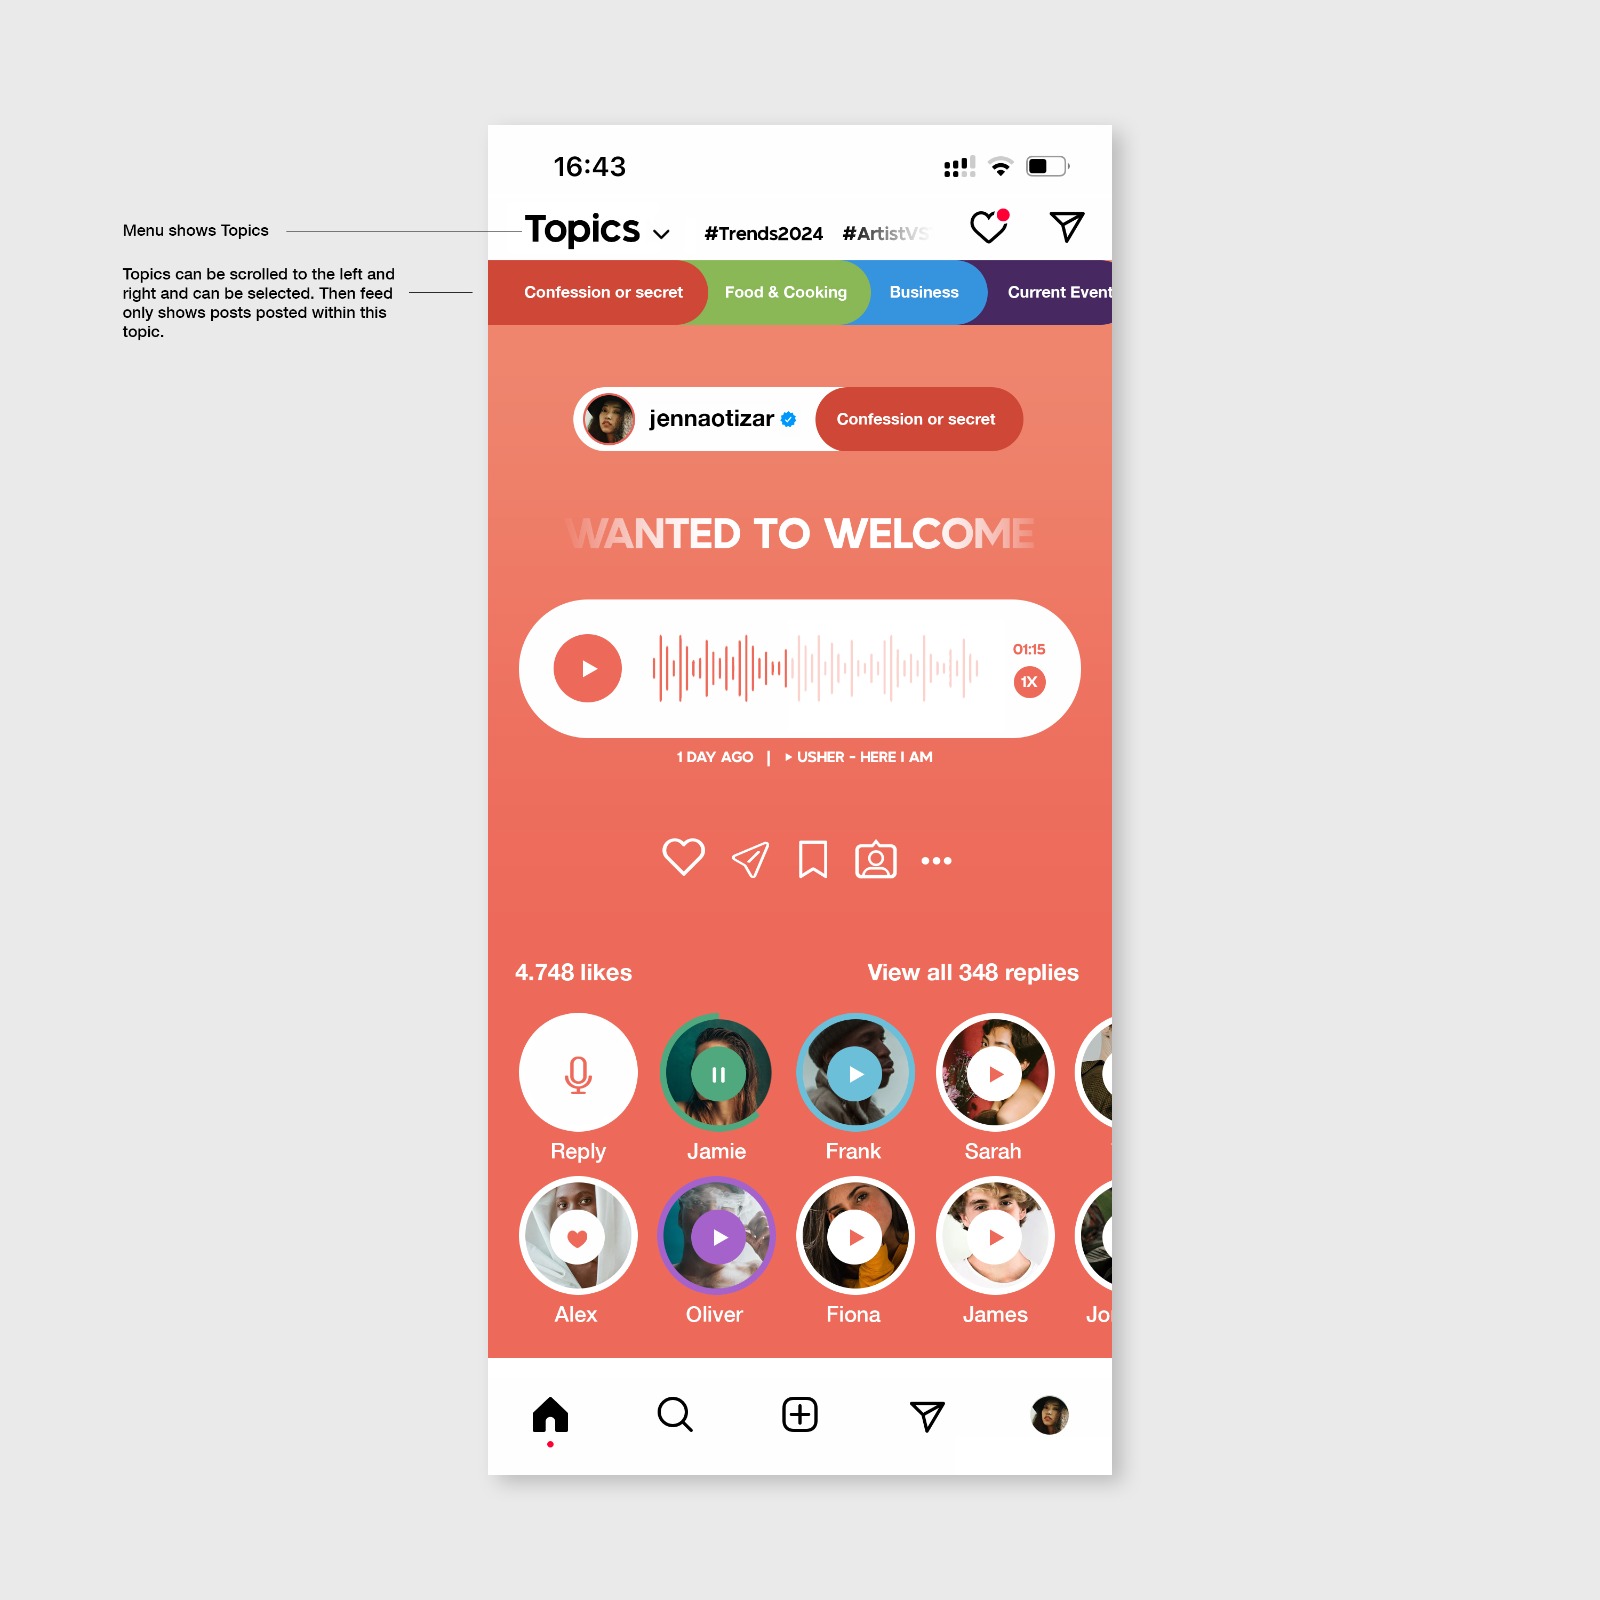 16:43
Menu shows Topics
Topics
#Trends2024 #ArtistVS
Topics can be scrolled to the left and
right and can be selected. Then feed
only shows posts posted within this
topic.
Confession or secret
Food & Cooking
Business
Current Event
jennaotizar
Confession or secret
WANTED TO WELCOME
01:15
1X
1 DAY AGO | USHER - HERE I AM
4.748 likes
View all 348 replies
Reply
Jamie
Frank
Sarah
Alex
Oliver
Fiona
James
Jo